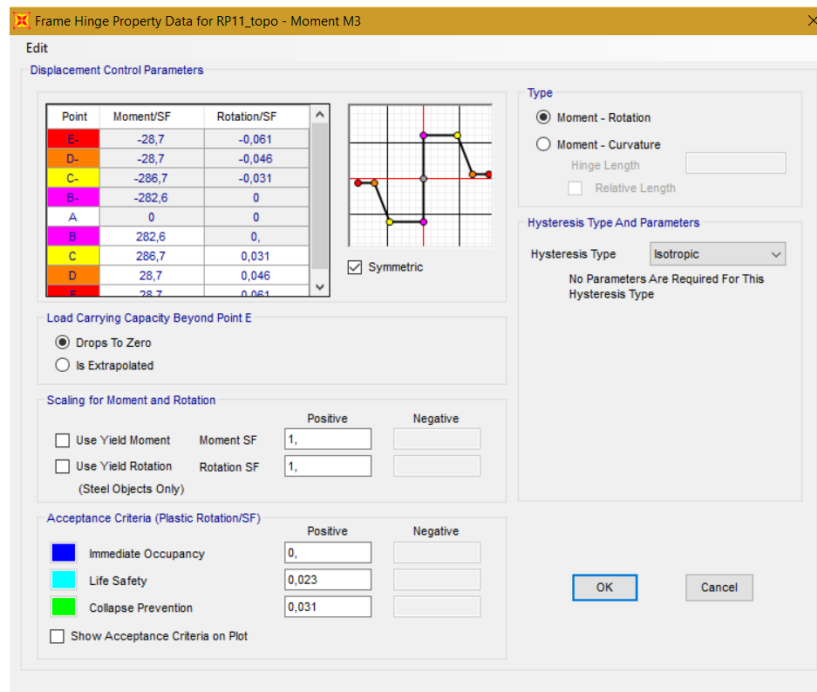 Frame Hinge Property Data for RP11_topo - Moment M3
Edit
Displacement Control Parameters
Point Moment/SF Rotation/SF
E- -28,7 -0,061
D- -28,7 -0,046
C- -286,7 -0,031
B- -282,6 0
A 0 0
B 282,6 0,
C 286,7 0,031
D 28,7 0,046
E 28,7 0,061
Symmetric
Type
Moment - Rotation
Moment - Curvature
Hinge Length
Relative Length
Hysteresis Type And Parameters
Hysteresis Type Isotropic
No Parameters Are Required For This
Hysteresis Type
Load Carrying Capacity Beyond Point E
Drops To Zero
Is Extrapolated
Scaling for Moment and Rotation
Positive Negative
Use Yield Moment Moment SF 1,
Use Yield Rotation Rotation SF 1,
(Steel Objects Only)
Acceptance Criteria (Plastic Rotation/SF)
Positive Negative
Immediate Occupancy 0,
Life Safety 0,023
Collapse Prevention 0,031
Show Acceptance Criteria on Plot
OK Cancel